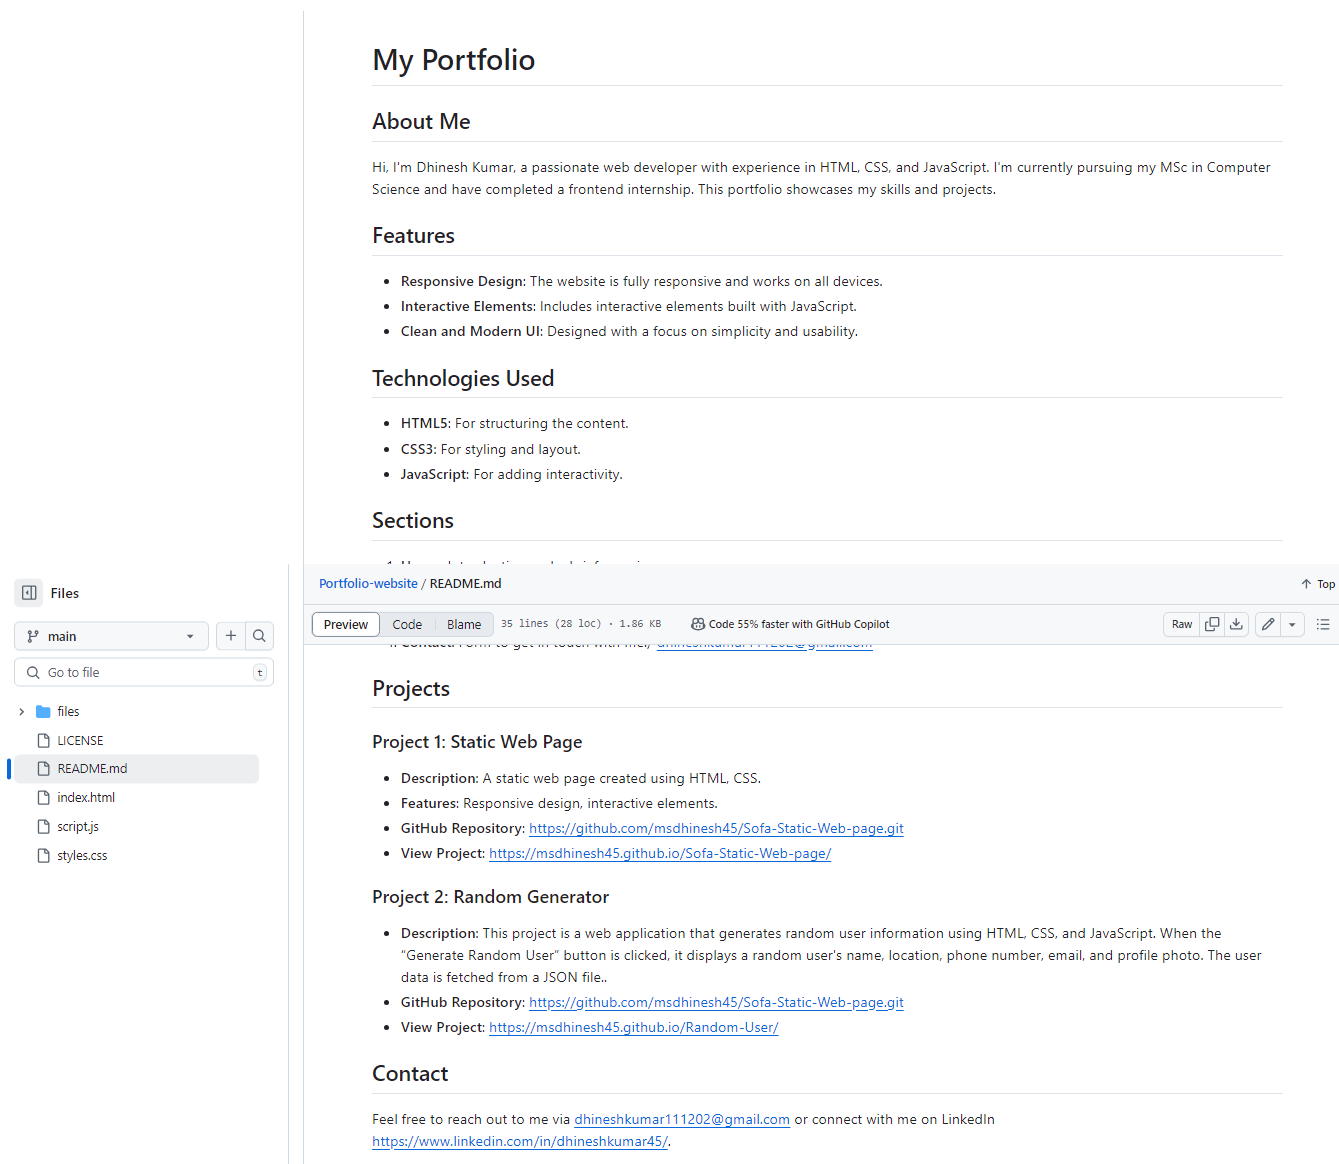 My Portfolio
About Me
Hi, I'm Dhinesh Kumar, a passionate web developer with experience in HTML, CSS, and JavaScript. I'm currently pursuing my MSc in Computer
Science and have completed a frontend internship. This portfolio showcases my skills and projects.
Features
Responsive Design: The website is fully responsive and works on all devices.
Interactive Elements: Includes interactive elements built with JavaScript.
Clean and Modern UI: Designed with a focus on simplicity and usability.
Technologies Used
HTML5: For structuring the content.
CSS3: For styling and layout.
JavaScript: For adding interactivity.
Sections
Files
main
Go to file
t
files
LICENSE
README.md
index.html
script.js
styles.css
Portfolio-website / README.md
Top
Preview Code Blame 35 lines (28 loc) · 1.86 KB Code 55% faster with GitHub Copilot Raw
Contact: Form to get in touch with me:/ dhineshkumar111202@gmail.com
Projects
Project 1: Static Web Page
Description: A static web page created using HTML, CSS.
Features: Responsive design, interactive elements.
GitHub Repository: https://github.com/msdhinesh45/Sofa-Static-Web-page.git
View Project: https://msdhinesh45.github.io/Sofa-Static-Web-page/
Project 2: Random Generator
Description: This project is a web application that generates random user information using HTML, CSS, and JavaScript. When the
“Generate Random User” button is clicked, it displays a random user's name, location, phone number, email, and profile photo. The user
data is fetched from a JSON file..
GitHub Repository: https://github.com/msdhinesh45/Sofa-Static-Web-page.git
View Project: https://msdhinesh45.github.io/Random-User/
Contact
Feel free to reach out to me via dhineshkumar111202@gmail.com or connect with me on LinkedIn
https://www.linkedin.com/in/dhineshkumar45/.